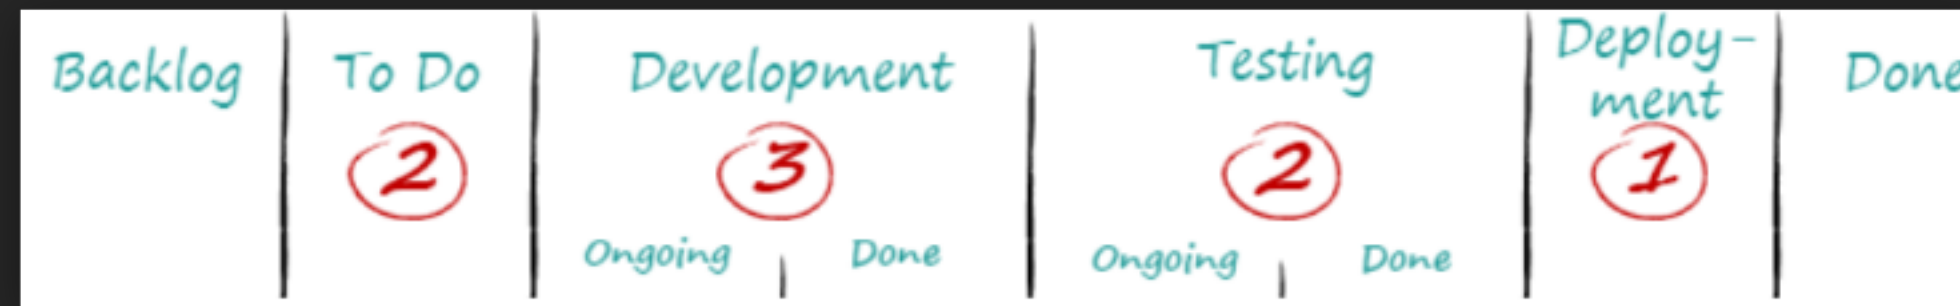 Backlog
To Do
2
Development
3
Ongoing
Done
Testing
2
Ongoing
Done
Deploy-
ment
1
Done